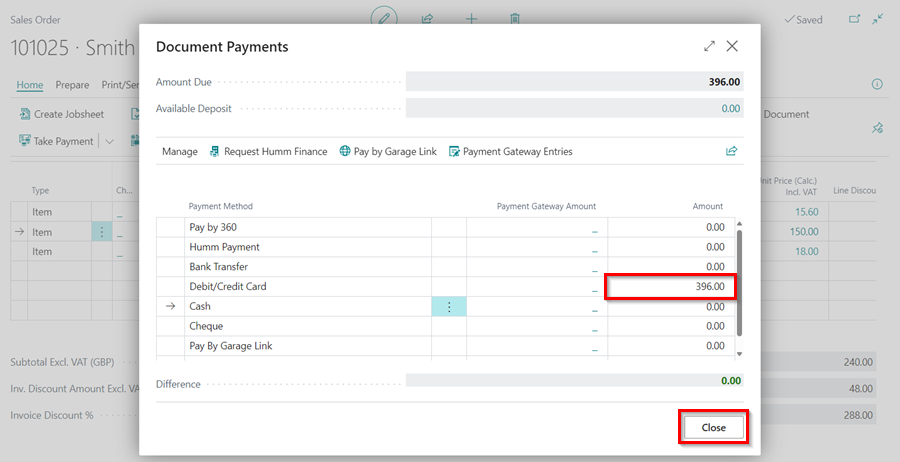 Sales Order
Saved
101025 · Smith
Document Payments
Home Prepare Print/Ser
Amount Due 396.00
Available Deposit 0.00
Create Jobsheet
Document
Take Payment
Manage Request Humm Finance Pay by Garage Link Payment Gateway Entries
Type Ch... Unit Price (Calc.) Incl. VAT Line Discou
Payment Method Payment Gateway Amount Amount
Item 15.60
Item 150.00
Item 18.00
Pay by 360 _ 0.00
Humm Payment _ 0.00
Bank Transfer _ 0.00
Debit/Credit Card _ 396.00
Cash _ 0.00
Cheque _ 0.00
Pay By Garage Link _ 0.00
Subtotal Excl. VAT (GBP) 240.00
Difference 0.00
Inv. Discount Amount Excl. VA 48.00
Invoice Discount % 288.00
Close